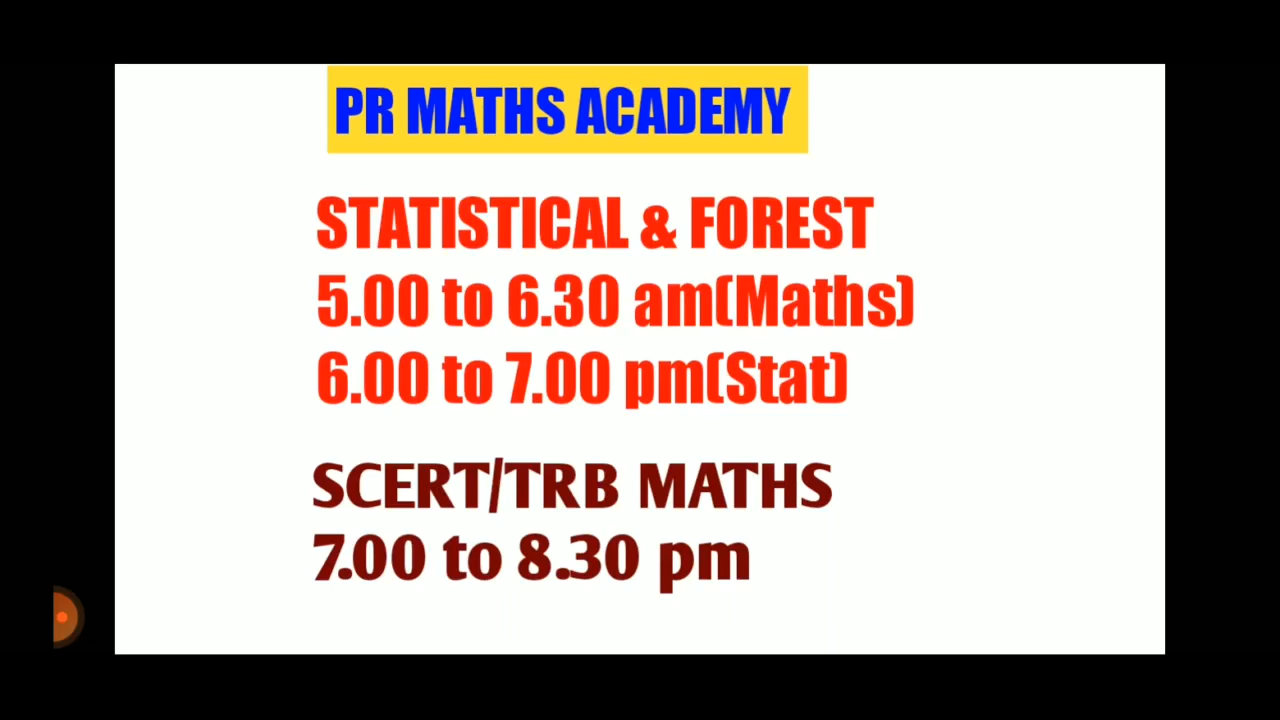 PR MATHS ACADEMY
STATISTICAL & FOREST
5.00 to 6.30 am(Maths)
6.00 to 7.00 pm(Stat)
SCERT/TRB MATHS
7.00 to 8.30 pm